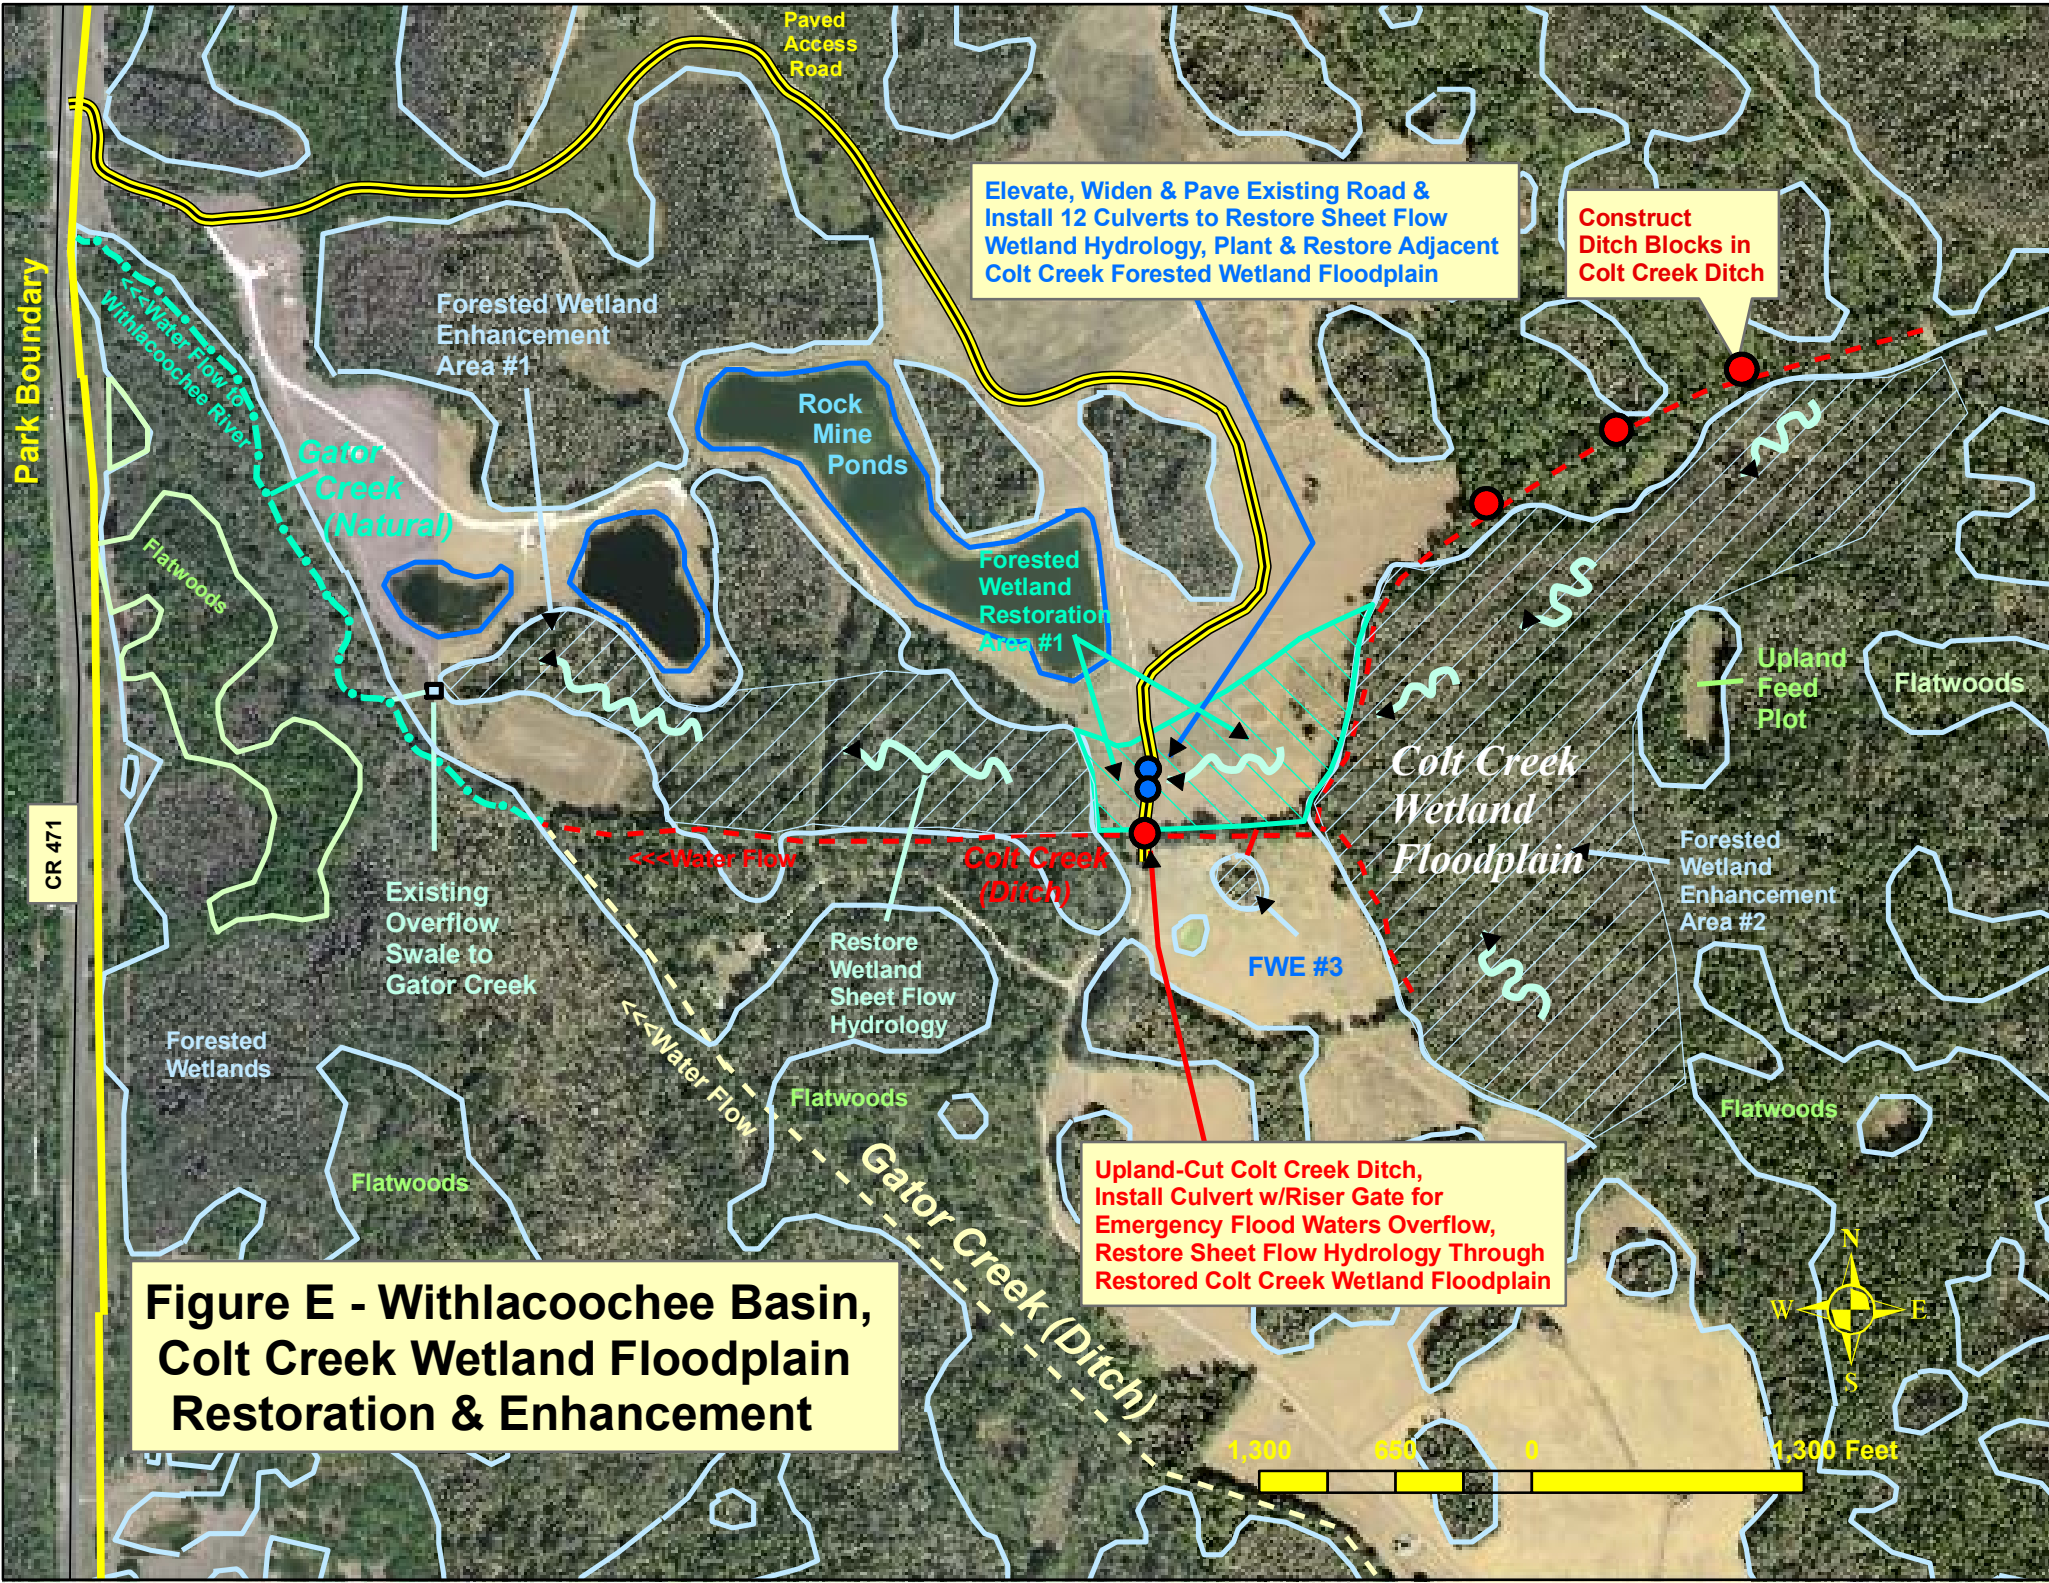 Paved
Access
Road
Elevate, Widen & Pave Existing Road &
Install 12 Culverts to Restore Sheet Flow
Wetland Hydrology, Plant & Restore Adjacent
Colt Creek Forested Wetland Floodplain
Construct
Ditch Blocks in
Colt Creek Ditch
Park Boundary
<<<Water Flow to
Withlacoochee River
Forested Wetland
Enhancement
Area #1
Rock
Mine
Ponds
Gator
Creek
(Natural)
Flatwoods
Forested
Wetland
Restoration
Area #1
Upland
Feed
Plot
Flatwoods
Colt Creek
Wetland
Floodplain
CR 471
<<<Water Flow
Colt Creek
(Ditch)
Forested
Wetland
Enhancement
Area #2
Existing
Overflow
Swale to
Gator Creek
Restore
Wetland
Sheet Flow
Hydrology
FWE #3
Forested
Wetlands
<<<Water Flow
Flatwoods
Flatwoods
Flatwoods
Gator Creek (Ditch)
Upland-Cut Colt Creek Ditch,
Install Culvert w/Riser Gate for
Emergency Flood Waters Overflow,
Restore Sheet Flow Hydrology Through
Restored Colt Creek Wetland Floodplain
Figure E - Withlacoochee Basin,
Colt Creek Wetland Floodplain
Restoration & Enhancement
N
W E
S
1,300 650 0 1,300 Feet